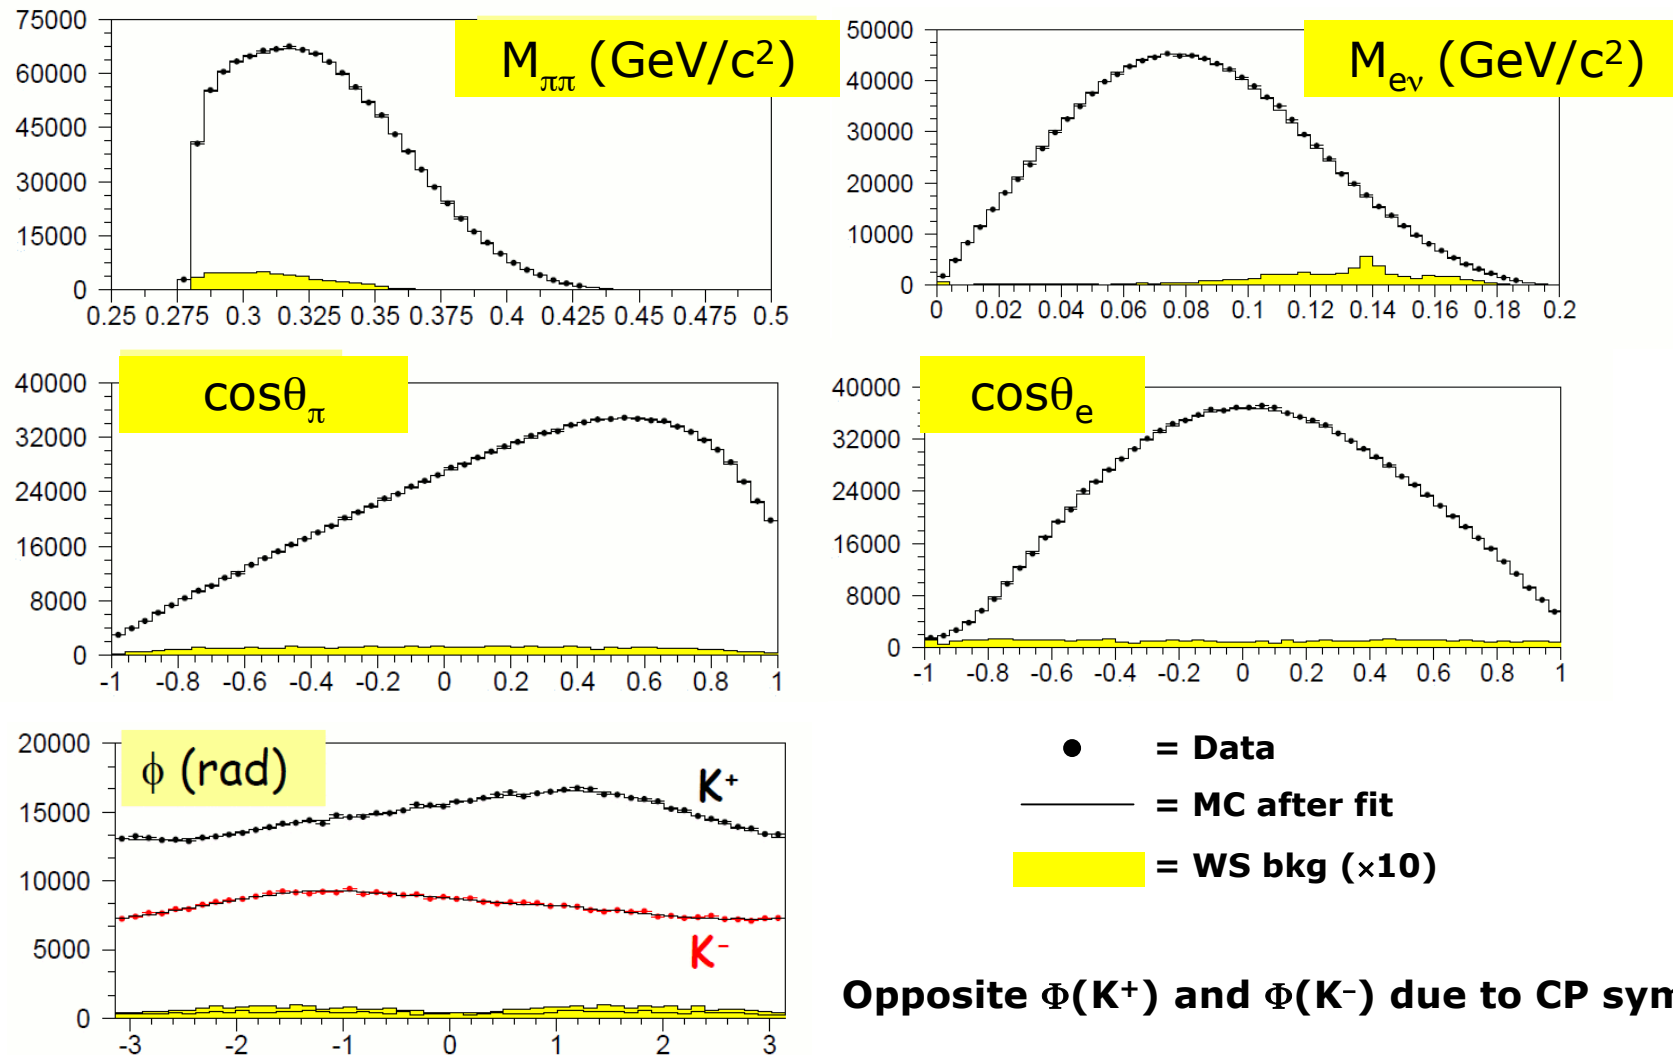 75000
60000
45000
30000
15000
0
0.25 0.275 0.3 0.325 0.35 0.375 0.4 0.425 0.45 0.475 0.5
Mππ (GeV/c²)
50000
40000
30000
20000
10000
0
0 0.02 0.04 0.06 0.08 0.1 0.12 0.14 0.16 0.18 0.2
Meν (GeV/c²)
40000
32000
24000
16000
8000
0
-1 -0.8 -0.6 -0.4 -0.2 0 0.2 0.4 0.6 0.8 1
cosθπ
40000
32000
24000
16000
8000
0
-1 -0.8 -0.6 -0.4 -0.2 0 0.2 0.4 0.6 0.8 1
cosθe
20000
15000
10000
5000
0
-3 -2 -1 0 1 2 3
ϕ (rad)
K⁺
K⁻
= Data
= MC after fit
= WS bkg (×10)
Opposite Φ(K⁺) and Φ(K⁻) due to CP sym